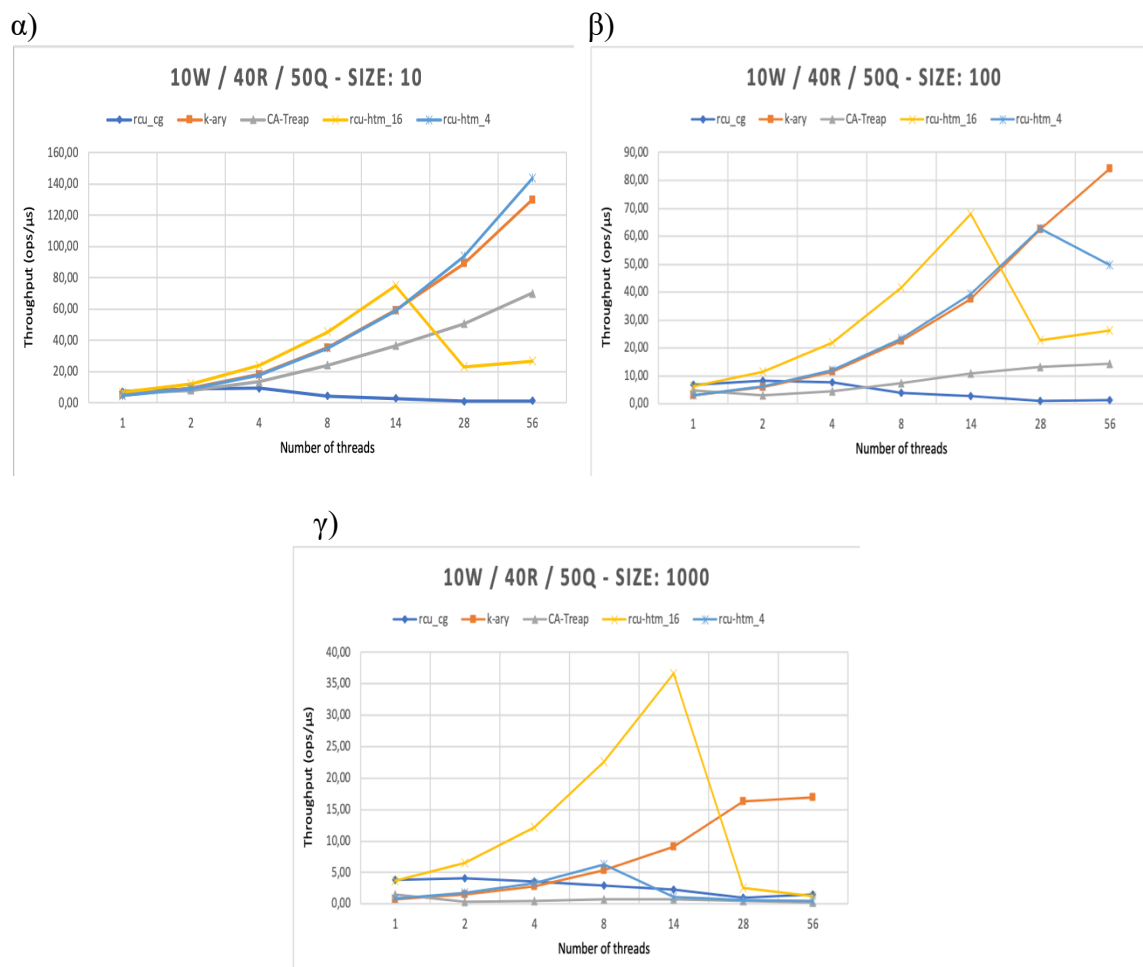 α)
10W / 40R / 50Q - SIZE: 10
rcu_cg k-ary CA-Treap rcu-htm_16 rcu-htm_4
Throughput (ops/μs)
160,00
140,00
120,00
100,00
80,00
60,00
40,00
20,00
0,00
1 2 4 8 14 28 56
Number of threads
β)
10W / 40R / 50Q - SIZE: 100
rcu_cg k-ary CA-Treap rcu-htm_16 rcu-htm_4
Throughput (ops/μs)
90,00
80,00
70,00
60,00
50,00
40,00
30,00
20,00
10,00
0,00
1 2 4 8 14 28 56
Number of threads
γ)
10W / 40R / 50Q - SIZE: 1000
rcu_cg k-ary CA-Treap rcu-htm_16 rcu-htm_4
Throughput (ops/μs)
40,00
35,00
30,00
25,00
20,00
15,00
10,00
5,00
0,00
1 2 4 8 14 28 56
Number of threads